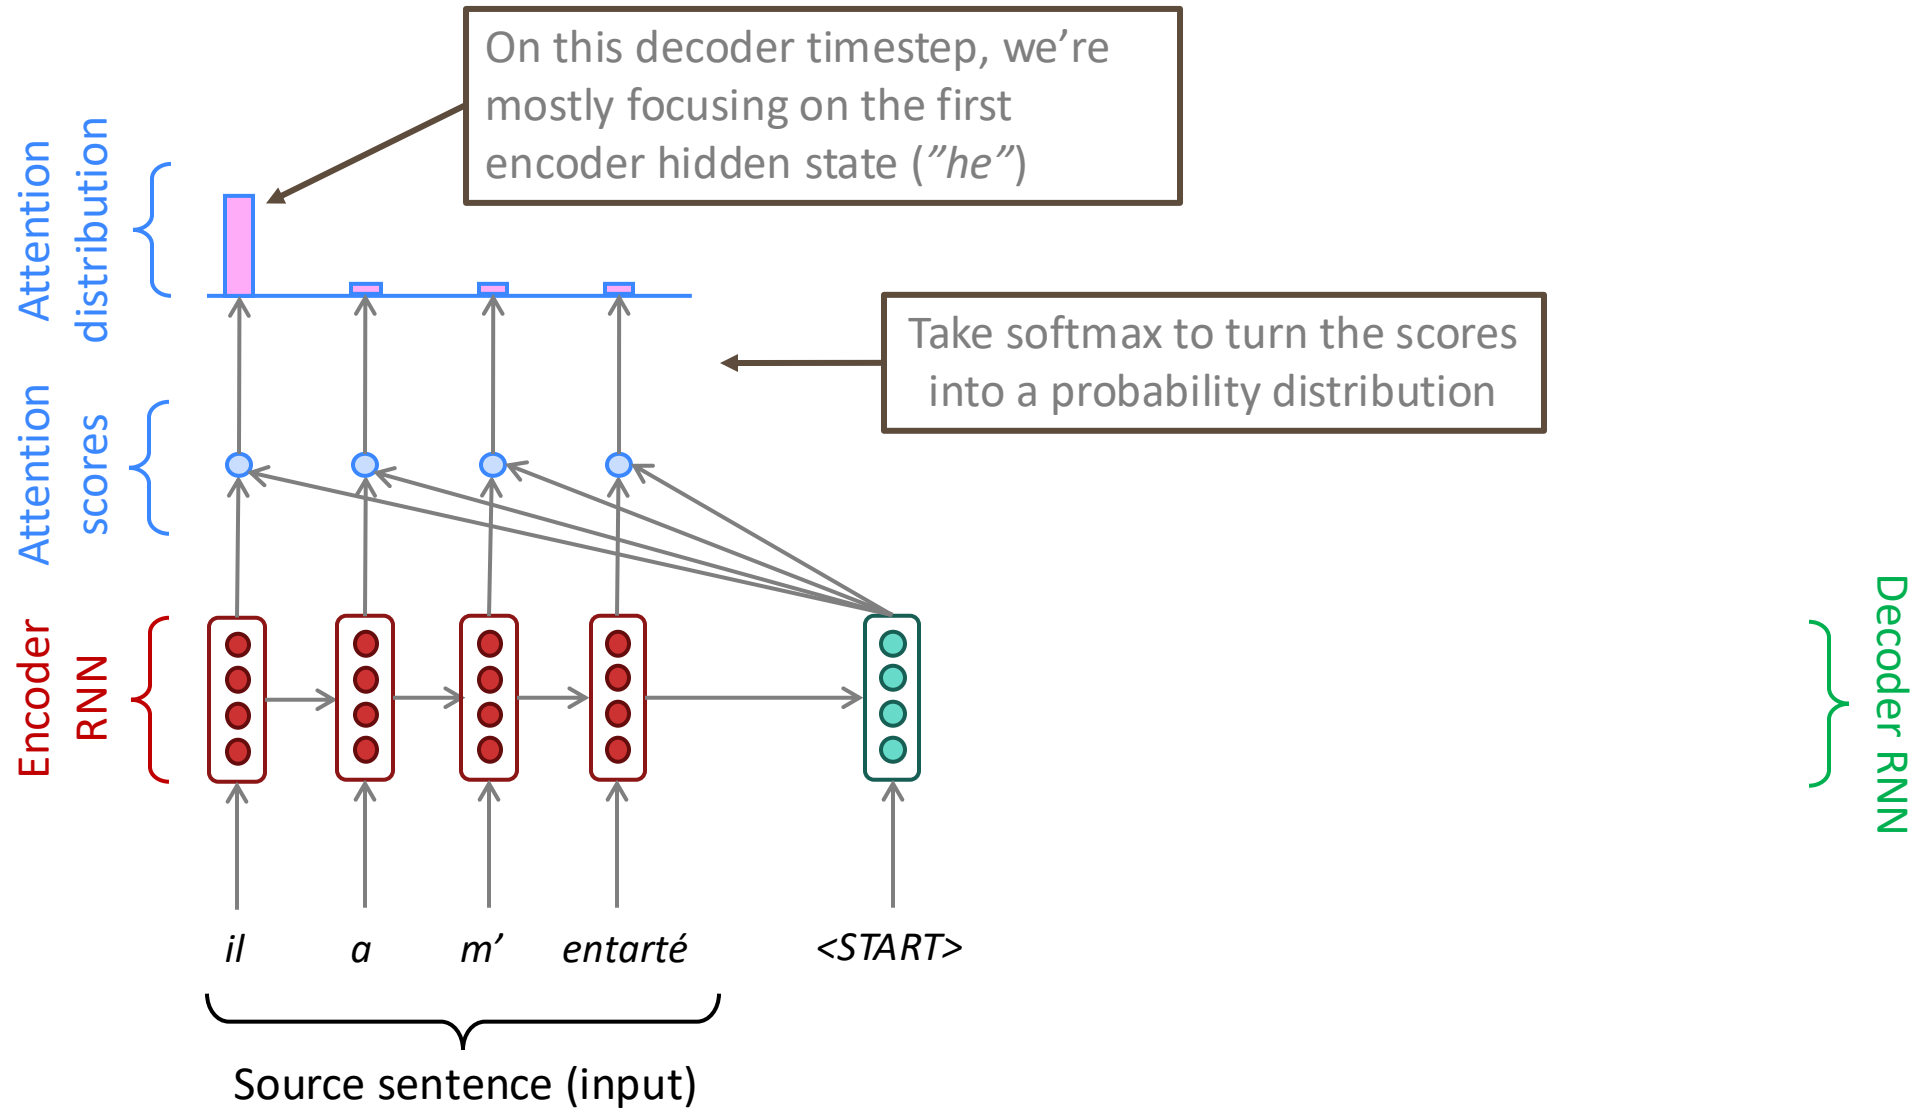 On this decoder timestep, we’re
mostly focusing on the first
encoder hidden state (”he”)
Attention
distribution
Take softmax to turn the scores
into a probability distribution
Attention
scores
Encoder
RNN
Decoder RNN
il a m’ entarté <START>
Source sentence (input)